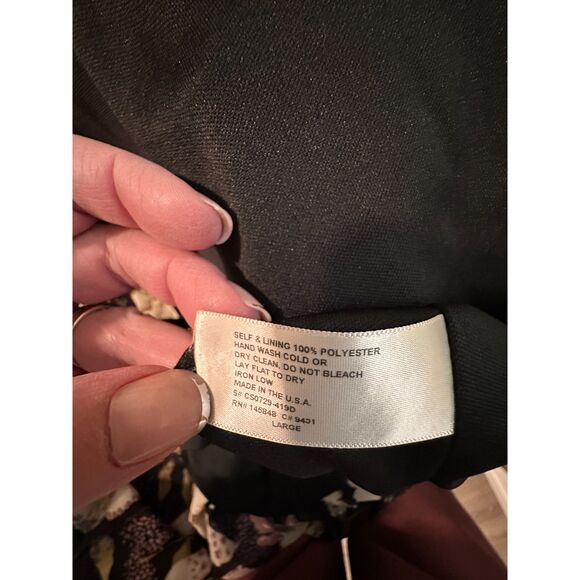 SELF & LINING 100% POLYESTER
HAND WASH COLD OR
DRY CLEAN. DO NOT BLEACH
LAY FLAT TO DRY
IRON LOW
MADE IN THE U.S.A.
S# CS0729-419D
RN# 145848 C# 9431
LARGE